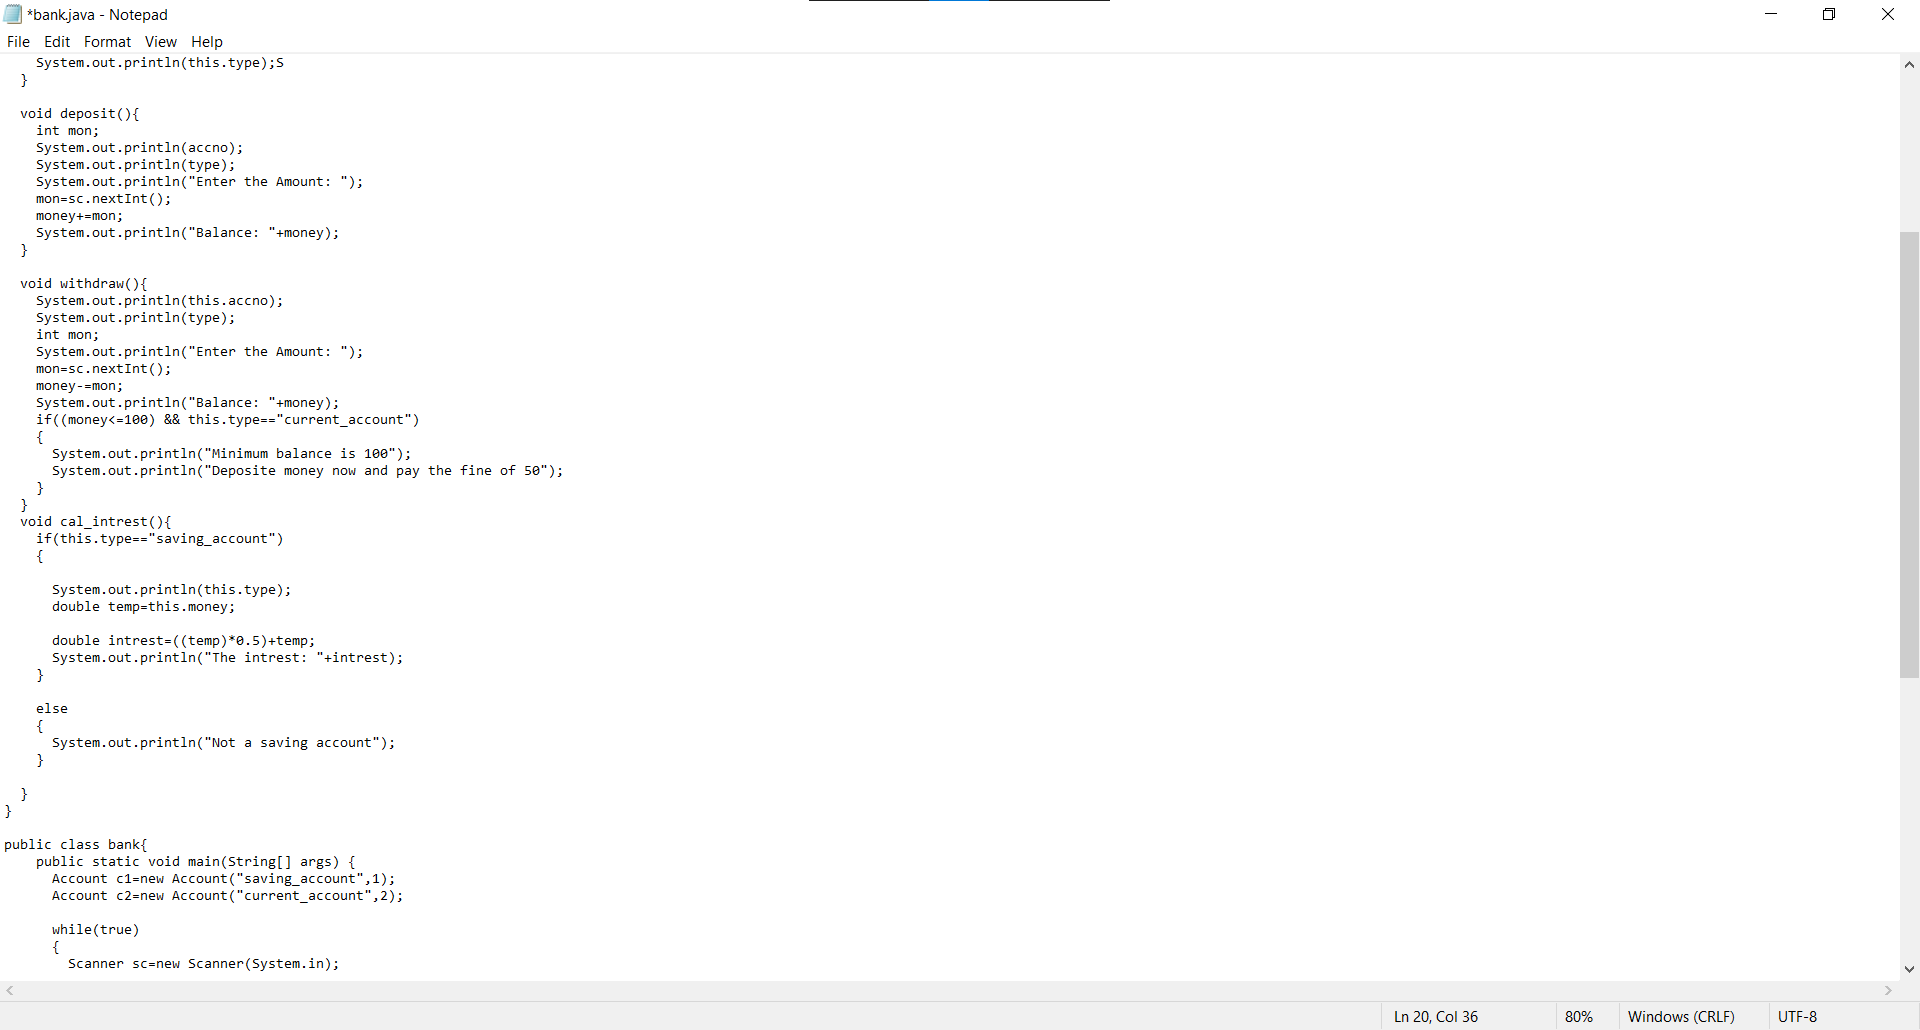 *bank.java - Notepad
File Edit Format View Help
System.out.println(this.type);S
}
void deposit(){
int mon;
System.out.println(accno);
System.out.println(type);
System.out.println("Enter the Amount: ");
mon=sc.nextInt();
money+=mon;
System.out.println("Balance: "+money);
}
void withdraw(){
System.out.println(this.accno);
System.out.println(type);
int mon;
System.out.println("Enter the Amount: ");
mon=sc.nextInt();
money-=mon;
System.out.println("Balance: "+money);
if((money<=100) && this.type=="current_account")
{
System.out.println("Minimum balance is 100");
System.out.println("Deposite money now and pay the fine of 50");
}
}
void cal_intrest(){
if(this.type=="saving_account")
{
System.out.println(this.type);
double temp=this.money;
double intrest=((temp)*0.5)+temp;
System.out.println("The intrest: "+intrest);
}
else
{
System.out.println("Not a saving account");
}
}
}
public class bank{
public static void main(String[] args) {
Account c1=new Account("saving_account",1);
Account c2=new Account("current_account",2);
while(true)
{
Scanner sc=new Scanner(System.in);
Ln 20, Col 36 80% Windows (CRLF) UTF-8